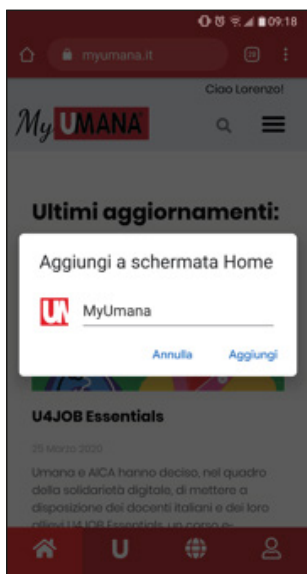 09:18
myumana.it
Ciao Lorenzo!
My UMANA
Ultimi aggiornamenti:
Aggiungi a schermata Home
MyUmana
Annulla Aggiungi
U4JOB Essentials
25 Marzo 2020
Umana e AICA hanno deciso, nel quadro
della solidarietà digitale, di mettere a
disposizione dei docenti italiani e dei loro
allievi U4JOB Essentials, un corso e-
U